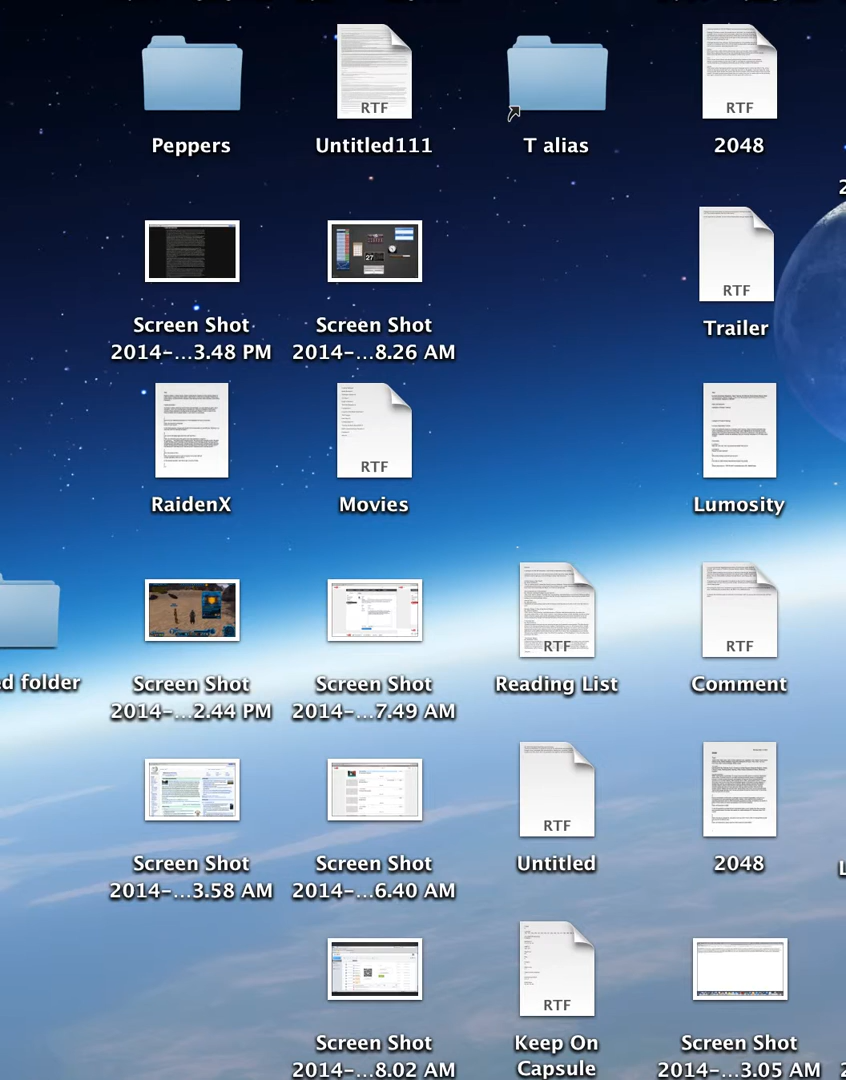 RTF
RTF
Peppers
Untitled111
T alias
2048
27
RTF
Screen Shot
2014-...3.48 PM
Screen Shot
2014-...8.26 AM
Trailer
RTF
RaidenX
Movies
Lumosity
RTF
RTF
ed folder
Screen Shot
2014-...2.44 PM
Screen Shot
2014-...7.49 AM
Reading List
Comment
RTF
Screen Shot
2014-...3.58 AM
Screen Shot
2014-...6.40 AM
Untitled
2048
RTF
Screen Shot
2014-...8.02 AM
Keep On
Capsule
Screen Shot
2014-...3.05 AM